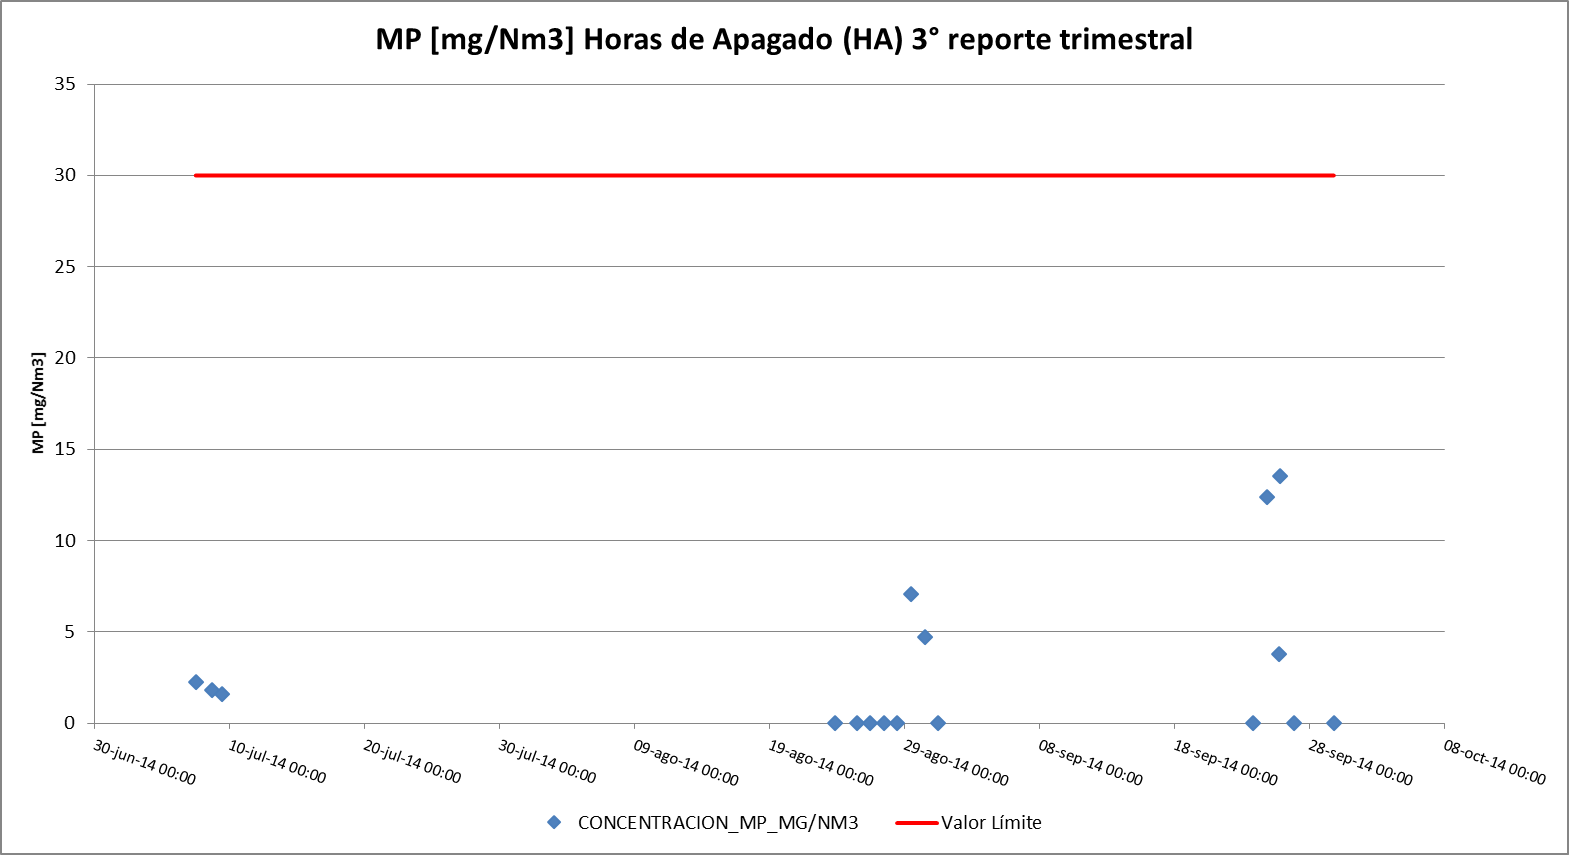 MP [mg/Nm3] Horas de Apagado (HA) 3° reporte trimestral
35
30
25
20
15
10
5
0
MP [mg/Nm3]
30-jun-14 00:00
10-jul-14 00:00
20-jul-14 00:00
30-jul-14 00:00
09-ago-14 00:00
19-ago-14 00:00
29-ago-14 00:00
08-sep-14 00:00
18-sep-14 00:00
28-sep-14 00:00
08-oct-14 00:00
CONCENTRACION_MP_MG/NM3
Valor Límite